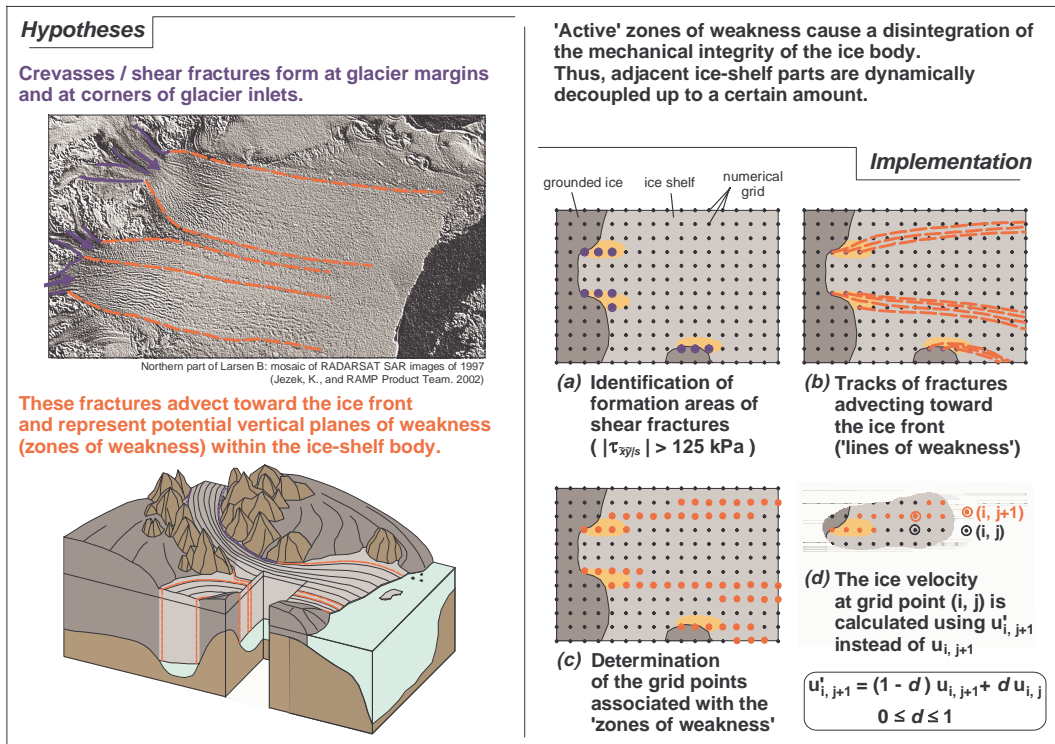 Hypotheses
Crevasses / shear fractures form at glacier margins
and at corners of glacier inlets.
Northern part of Larsen B: mosaic of RADARSAT SAR images of 1997
(Jezek, K., and RAMP Product Team. 2002)
These fractures advect toward the ice front
and represent potential vertical planes of weakness
(zones of weakness) within the ice-shelf body.
'Active' zones of weakness cause a disintegration of
the mechanical integrity of the ice body.
Thus, adjacent ice-shelf parts are dynamically
decoupled up to a certain amount.
Implementation
grounded ice
ice shelf
numerical
grid
(a) Identification of
formation areas of
shear fractures
( |τx̄ȳ/s | > 125 kPa )
(b) Tracks of fractures
advecting toward
the ice front
('lines of weakness')
(c) Determination
of the grid points
associated with the
'zones of weakness'
(i, j+1)
(i, j)
(d) The ice velocity
at grid point (i, j) is
calculated using u'i, j+1
instead of ui, j+1
u'i, j+1 = (1 - d ) ui, j+1 + d ui, j
0 ≤ d ≤ 1